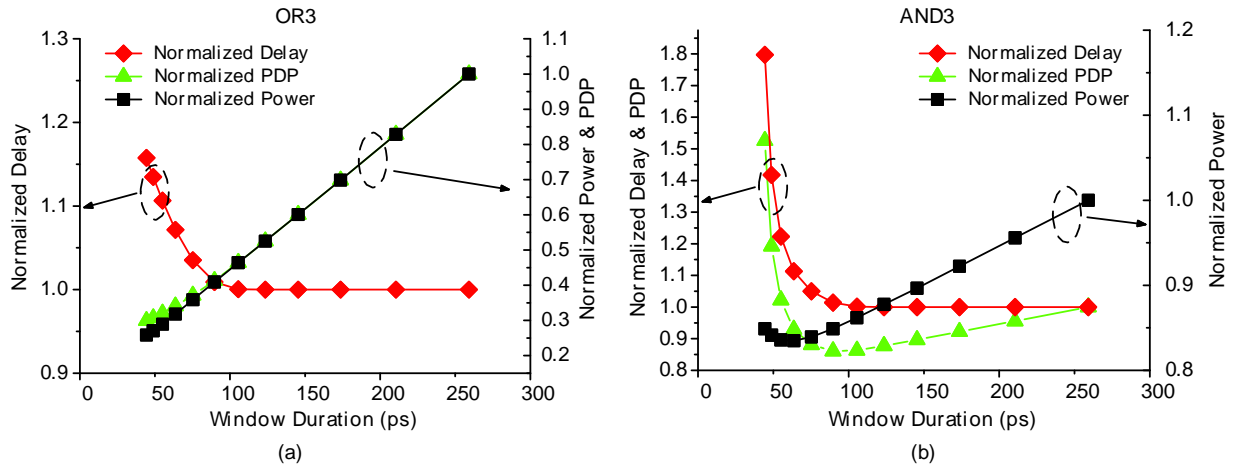 OR3
1.3
1.2
1.1
1.0
0.9
Normalized Delay
Normalized Delay
Normalized PDP
Normalized Power
1.1
1.0
0.9
0.8
0.7
0.6
0.5
0.4
0.3
0.2
Normalized Power & PDP
0
50
100
150
200
250
300
Window Duration (ps)
(a)
AND3
1.8
1.7
1.6
1.5
1.4
1.3
1.2
1.1
1.0
0.9
0.8
Normalized Delay & PDP
Normalized Delay
Normalized PDP
Normalized Power
1.2
1.1
1.0
0.9
0.8
Normalized Power
0
50
100
150
200
250
300
Window Duration (ps)
(b)